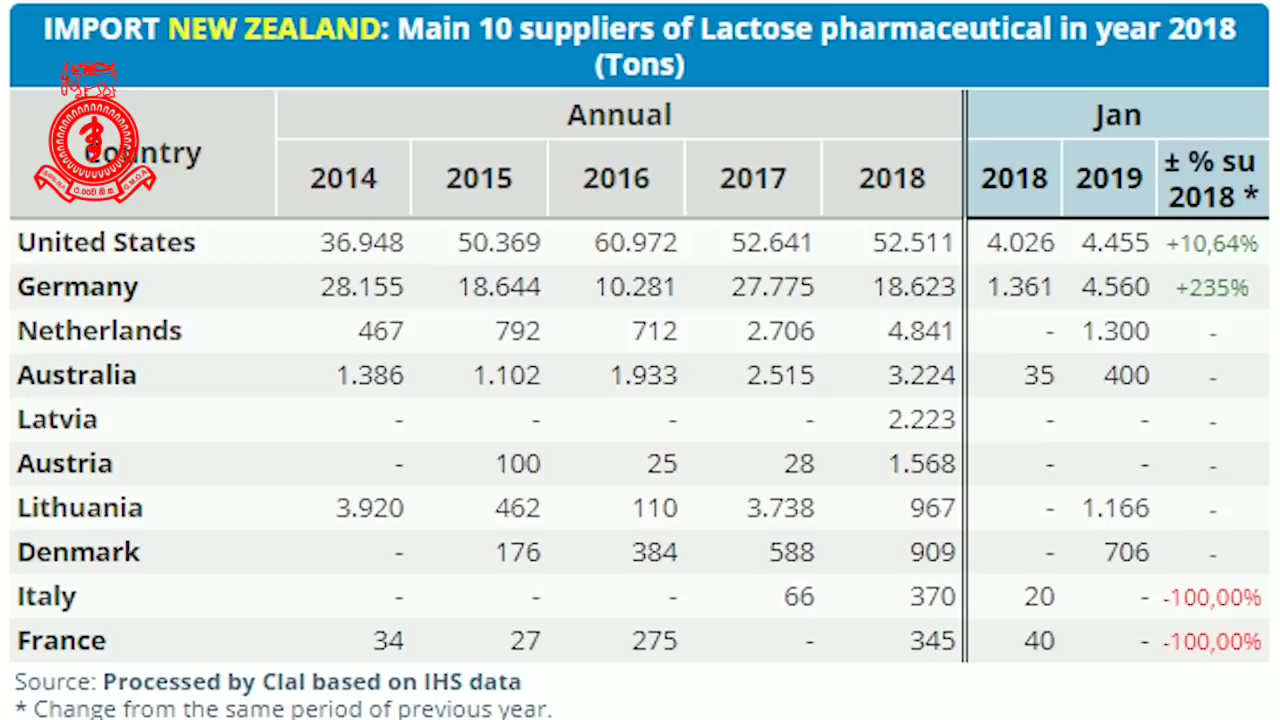 IMPORT NEW ZEALAND: Main 10 suppliers of Lactose pharmaceutical in year 2018
(Tons)
Country Annual Jan
2014 2015 2016 2017 2018 2018 2019 ± % su 2018 *
United States 36.948 50.369 60.972 52.641 52.511 4.026 4.455 +10,64%
Germany 28.155 18.644 10.281 27.775 18.623 1.361 4.560 +235%
Netherlands 467 792 712 2.706 4.841 - 1.300 -
Australia 1.386 1.102 1.933 2.515 3.224 35 400 -
Latvia - - - - 2.223 - - -
Austria - 100 25 28 1.568 - - -
Lithuania 3.920 462 110 3.738 967 - 1.166 -
Denmark - 176 384 588 909 - 706 -
Italy - - - 66 370 20 - -100,00%
France 34 27 275 - 345 40 - -100,00%
Source: Processed by Clal based on IHS data
* Change from the same period of previous year.
G.M.O.A